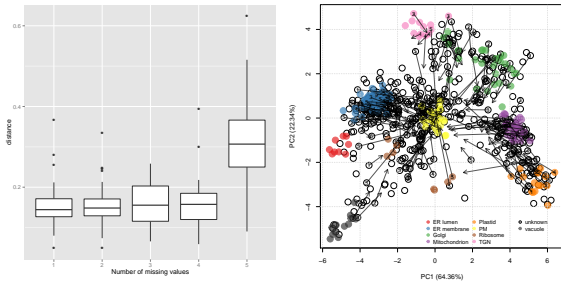 0.6
0.4
0.2
distance
1 2 3 4 5
Number of missing values
4
2
0
−2
−4
PC2 (22.34%)
ER lumen Plastid unknown
ER membrane PM vacuole
Golgi Ribosome
Mitochondrion TGN
−6 −4 −2 0 2 4 6
PC1 (64.36%)